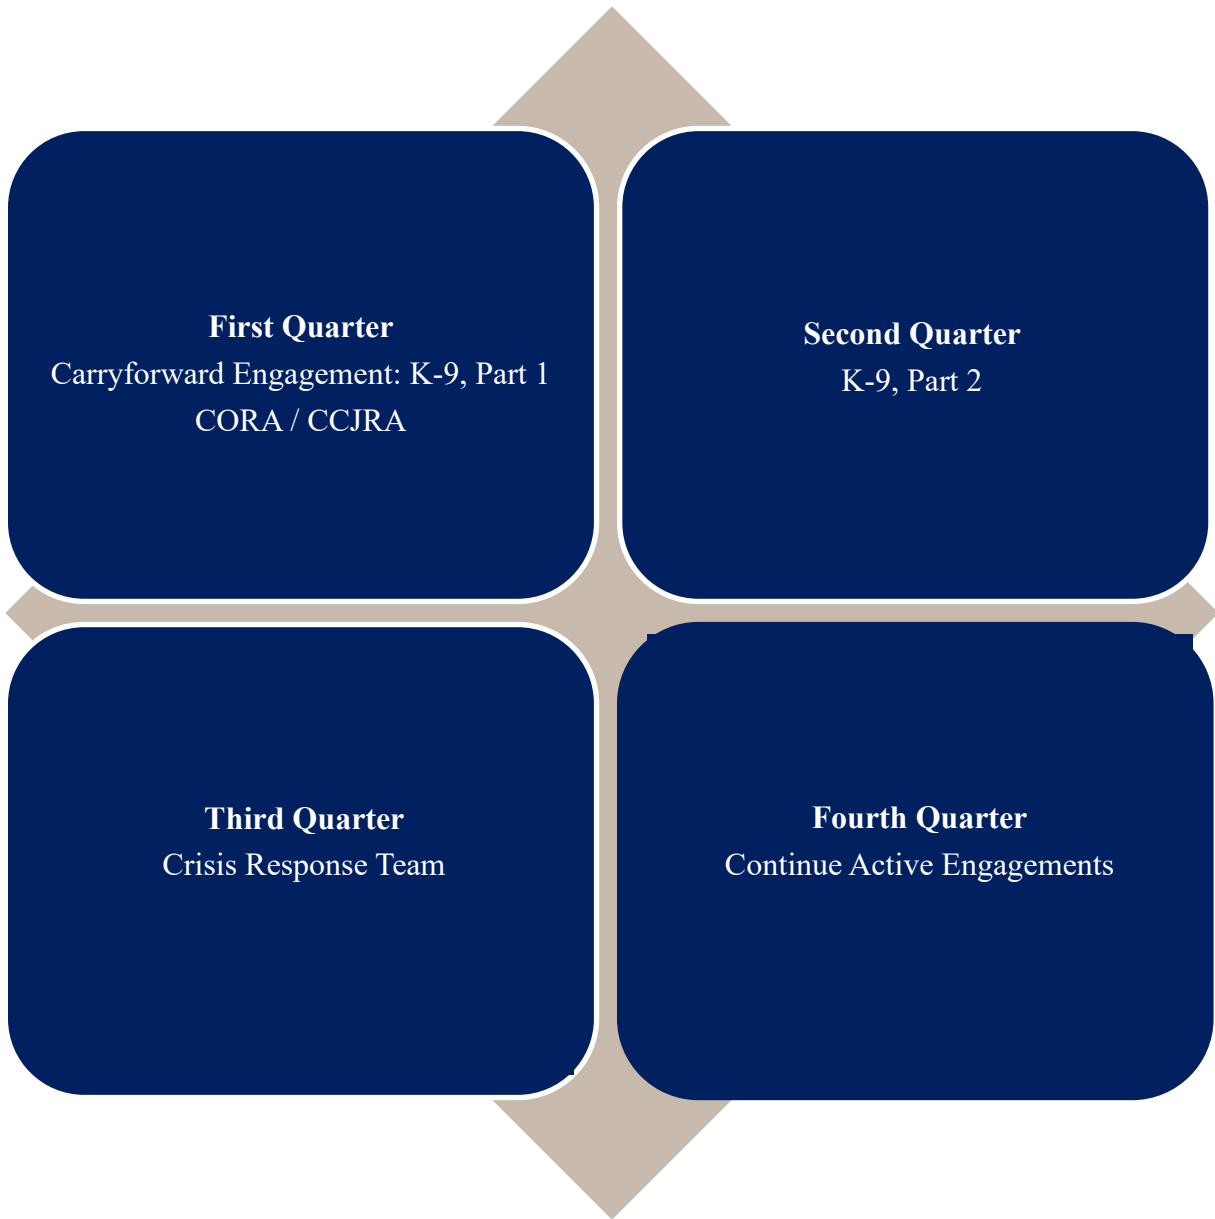 First Quarter
Carryforward Engagement: K-9, Part 1
CORA / CCJRA
Second Quarter
K-9, Part 2
Third Quarter
Crisis Response Team
Fourth Quarter
Continue Active Engagements